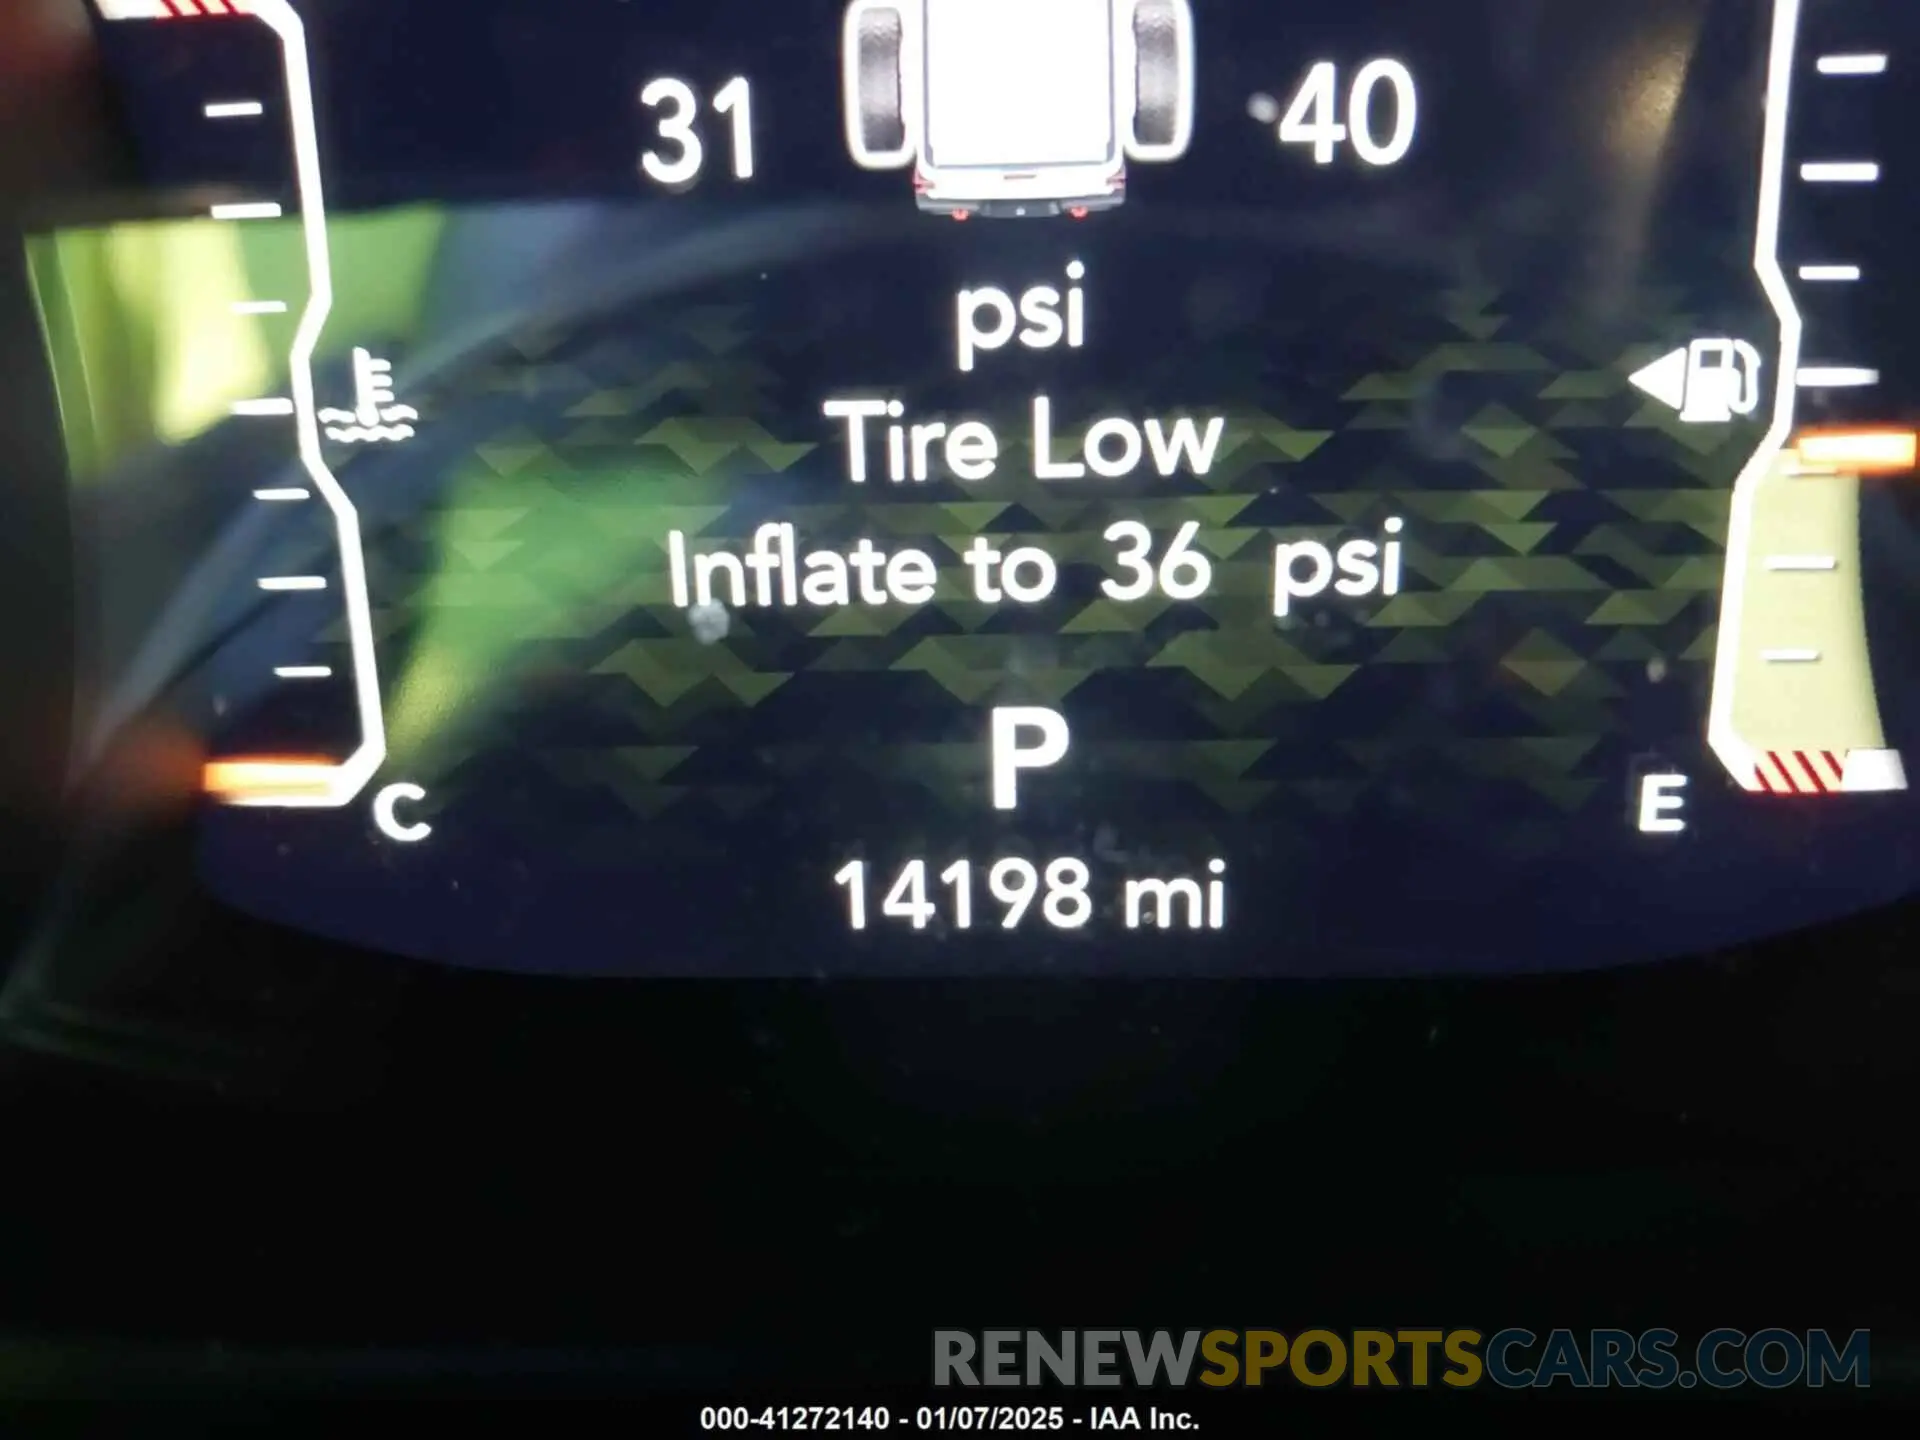 31 40
psi
Tire Low
Inflate to 36 psi
P
C E
14198 mi
RENEWSPORTSCARS.COM
000-41272140 - 01/07/2025 - IAA Inc.